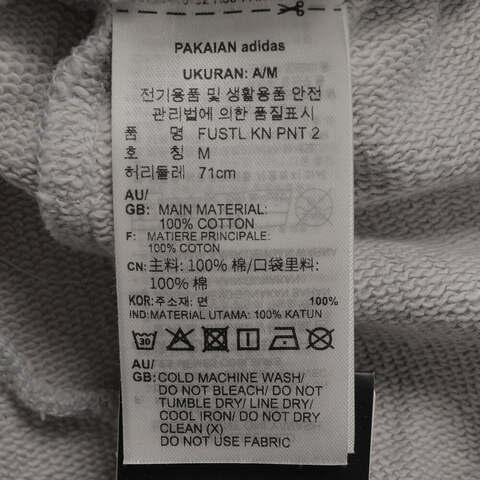 PAKAIAN adidas
UKURAN: A/M
전기용품 및 생활용품 안전
관리법에 의한 품질표시
품 명 FUSTL KN PNT 2
호 칭 M
허리둘레 71cm
AU/
GB: MAIN MATERIAL:
100% COTTON
F: MATIERE PRINCIPALE:
100% COTON
CN: 主料: 100% 棉/口袋里料:
100% 棉
KOR: 주소재: 면 100%
IND: MATERIAL UTAMA: 100% KATUN
30
AU/
GB: COLD MACHINE WASH/
DO NOT BLEACH/ DO NOT
TUMBLE DRY/ LINE DRY/
COOL IRON/ DO NOT DRY
CLEAN (X)
DO NOT USE FABRIC